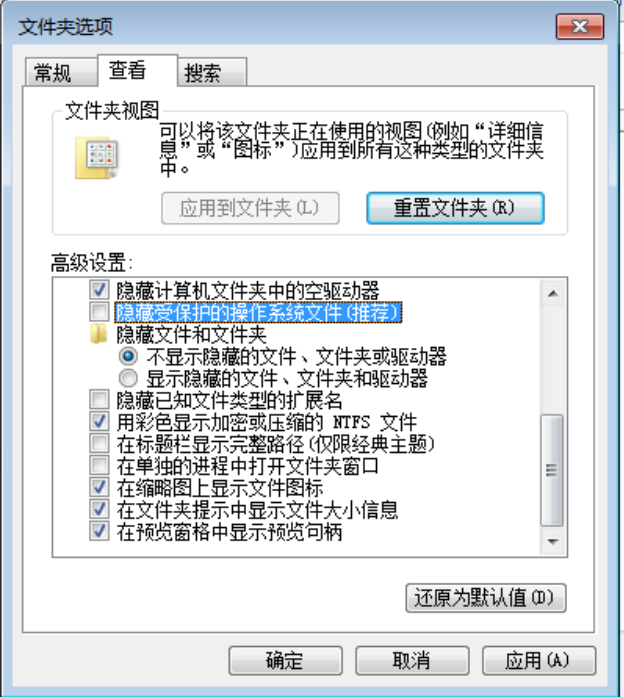 文件夹选项
常规 查看 搜索
文件夹视图
可以将该文件夹正在使用的视图(例如“详细信
息”或“图标”)应用到所有这种类型的文件夹
中。
应用到文件夹(L) 重置文件夹(R)
高级设置:
隐藏计算机文件夹中的空驱动器
隐藏受保护的操作系统文件(推荐)
隐藏文件和文件夹
不显示隐藏的文件、文件夹或驱动器
显示隐藏的文件、文件夹和驱动器
隐藏已知文件类型的扩展名
用彩色显示加密或压缩的 NTFS 文件
在标题栏显示完整路径(仅限经典主题)
在单独的进程中打开文件夹窗口
在缩略图上显示文件图标
在文件夹提示中显示文件大小信息
在预览窗格中显示预览句柄
还原为默认值(D)
确定 取消 应用(A)